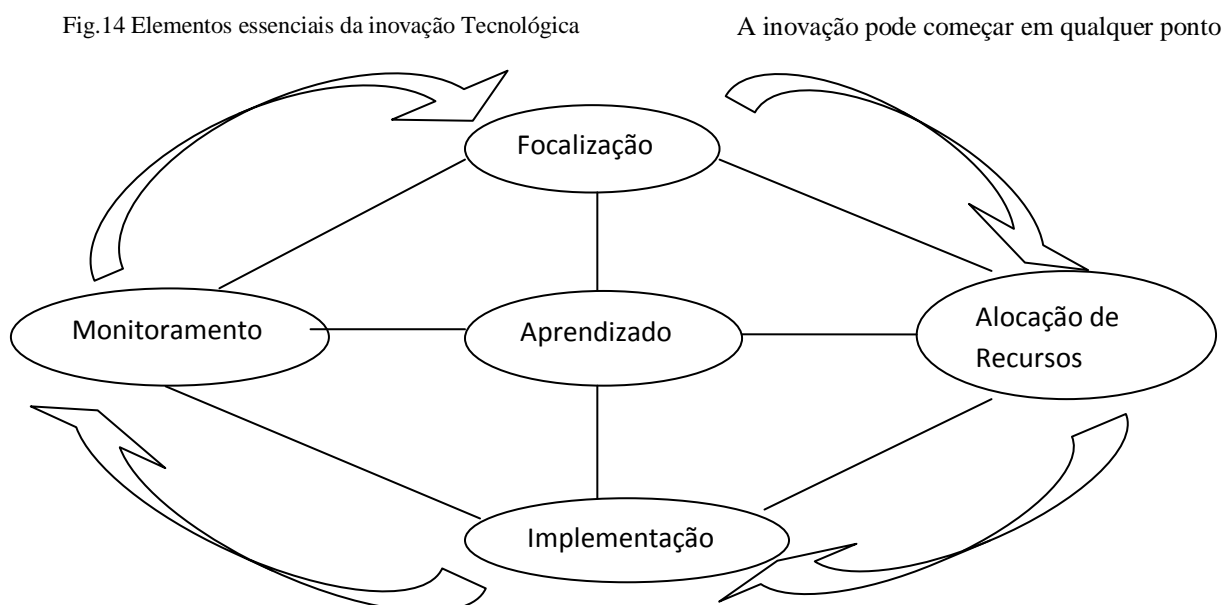 Fig.14 Elementos essenciais da inovação Tecnológica
A inovação pode começar em qualquer ponto
Focalização
Monitoramento
Aprendizado
Alocação de
Recursos
Implementação